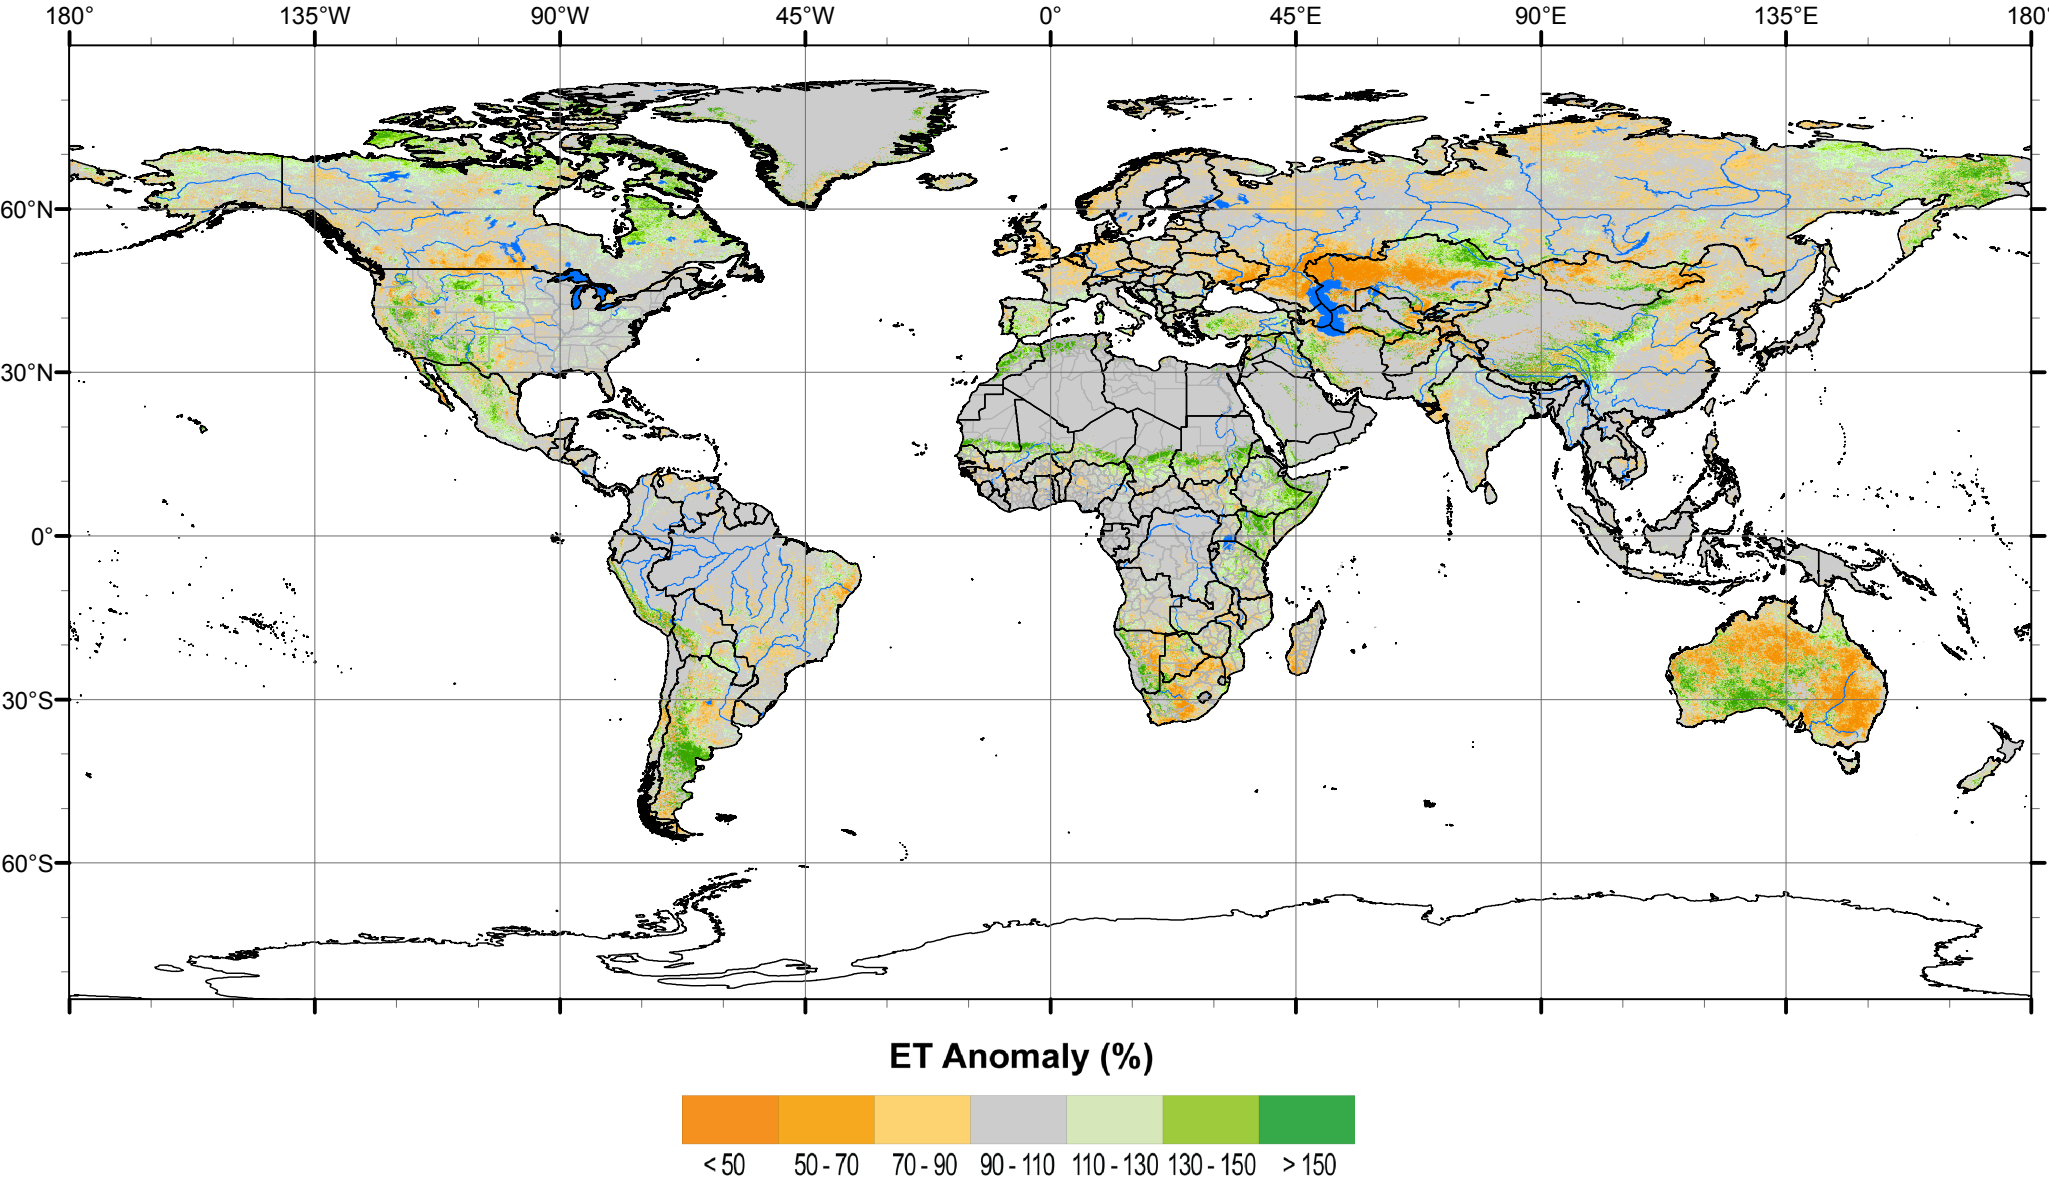 180° 135°W 90°W 45°W 0° 45°E 90°E 135°E 180°
60°N
30°N
0°
30°S
60°S
ET Anomaly (%)
< 50 50 - 70 70 - 90 90 - 110 110 - 130 130 - 150 > 150